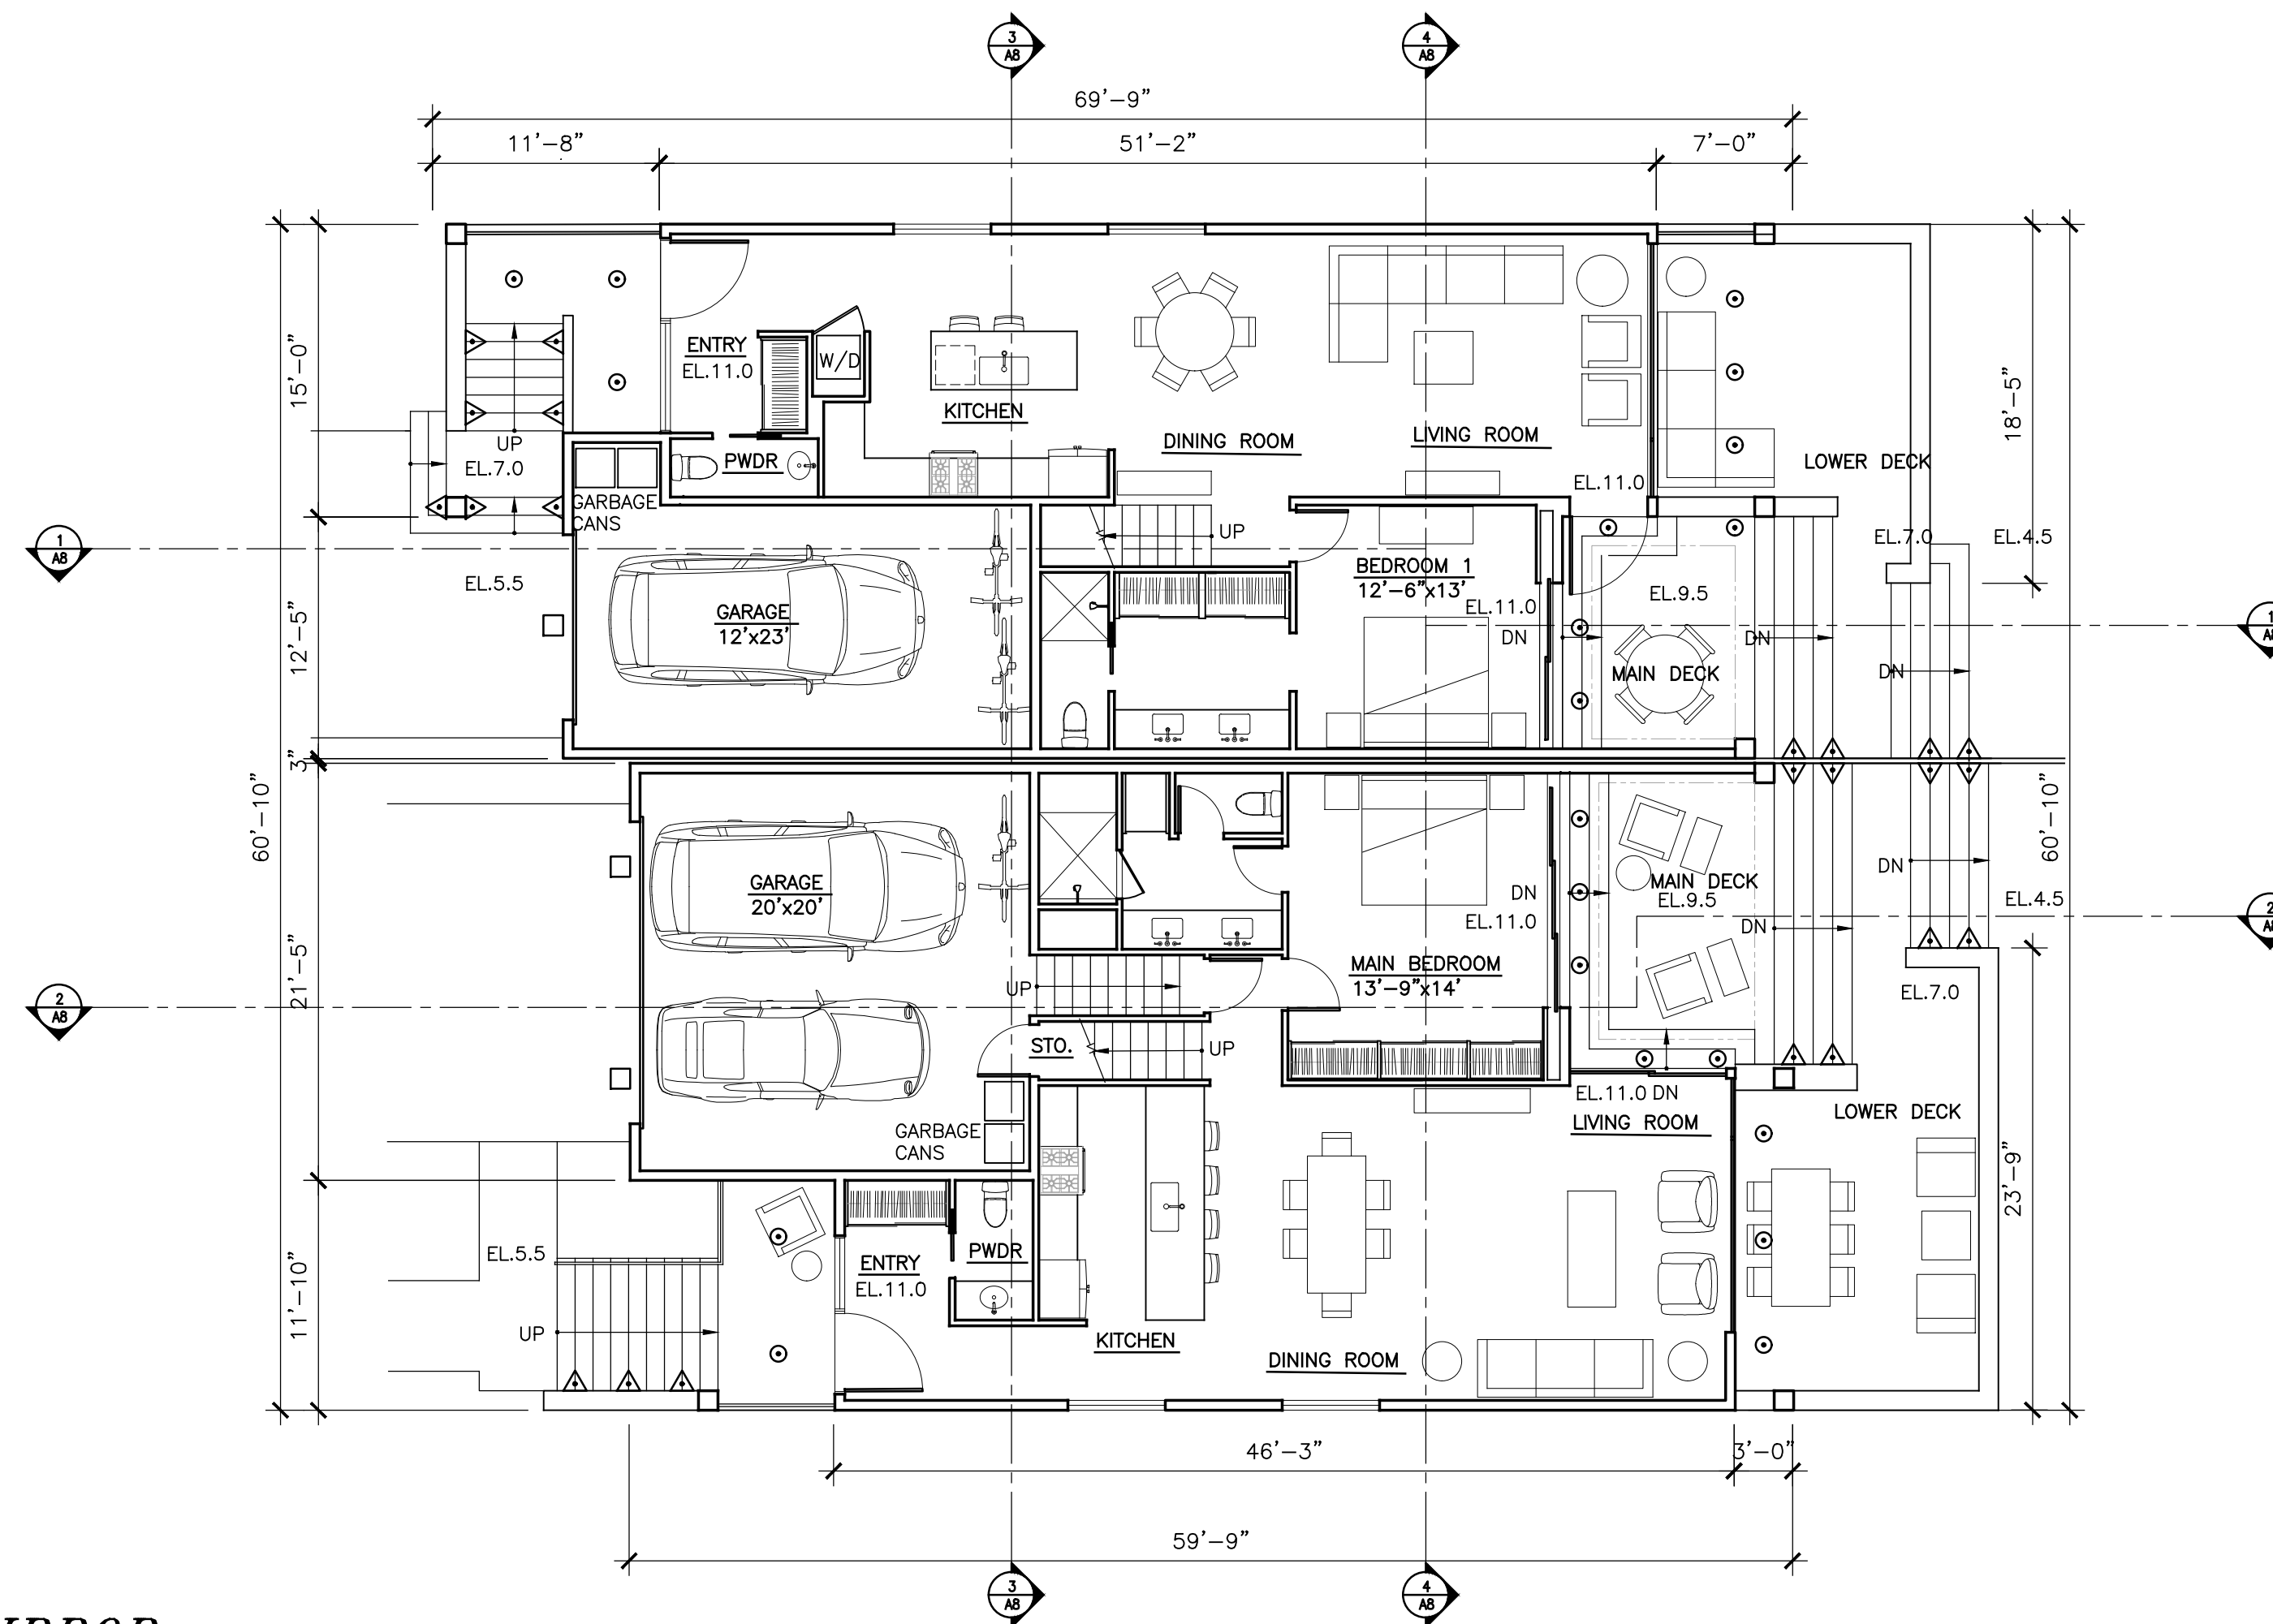 3
A8
4
A8
69'-9"
11'-8"
51'-2"
7'-0"
15'-0"
12'-5"
3"
60'-10"
21'-5"
11'-10"
18'-5"
60'-10"
23'-9"
ENTRY
EL.11.0
W/D
KITCHEN
DINING ROOM
LIVING ROOM
EL.11.0
LOWER DECK
UP
EL.7.0
PWDR
GARBAGE
CANS
1
A8
EL.5.5
GARAGE
12'x23'
UP
BEDROOM 1
12'-6"x13'
EL.11.0
DN
EL.9.5
MAIN DECK
DN
EL.7.0
EL.4.5
DN
1
GARAGE
20'x20'
DN
EL.11.0
MAIN DECK
EL.9.5
DN
DN
EL.4.5
2
MAIN BEDROOM
13'-9"x14'
UP
EL.7.0
2
A8
STO.
UP
EL.11.0 DN
LIVING ROOM
LOWER DECK
GARBAGE
CANS
EL.5.5
ENTRY
EL.11.0
PWDR
UP
KITCHEN
DINING ROOM
46'-3"
3'-0"
59'-9"
3
A8
4
A8